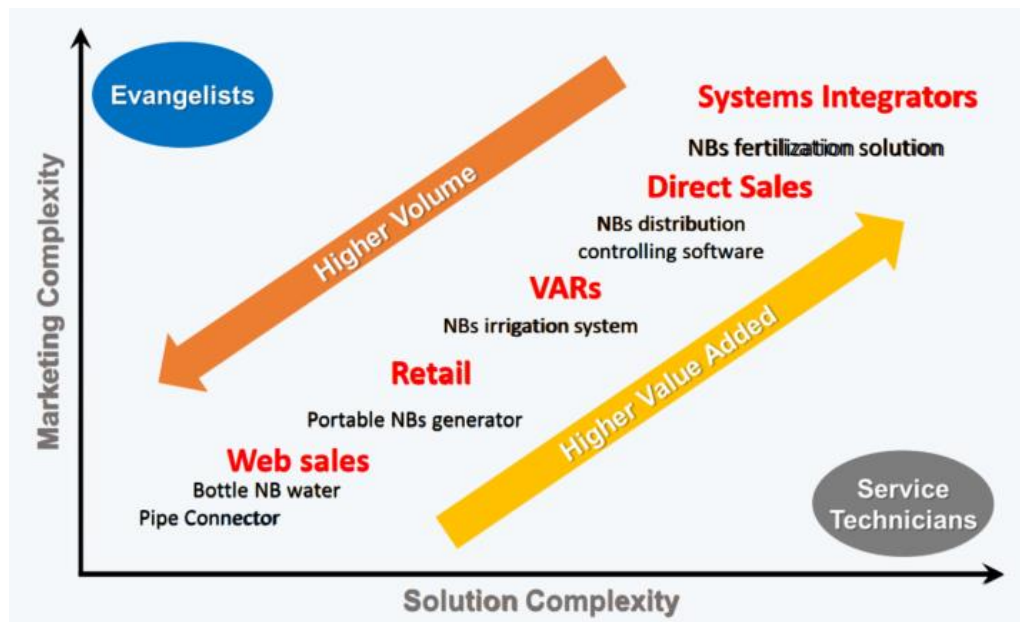 Marketing Complexity
Evangelists
Higher Volume
Systems Integrators
NBs fertilization solution
Direct Sales
NBs distribution
controlling software
VARs
NBs irrigation system
Retail
Portable NBs generator
Web sales
Bottle NB water
Pipe Connector
Higher Value Added
Service
Technicians
Solution Complexity